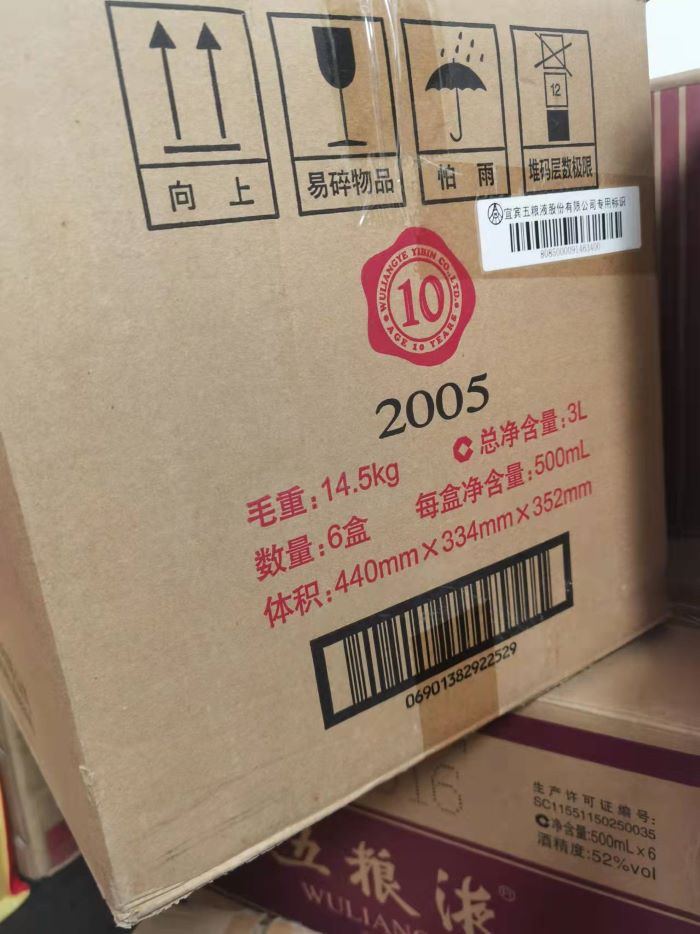 向上
易碎物品
怕雨
12
堆码层数极限
宜宾五粮液股份有限公司专用标识
WULIANGYE YIBIN CO.,LTD.
10
AGE 10 YEARS
2005
毛重:14.5kg
总净含量:3L
数量:6盒
每盒净含量:500mL
体积:440mm×334mm×352mm
06901382922529
16
生产许可证编号:
SC11551150250035
净含量:500mL×6
酒精度:52%vol
五粮液®
WULIANG